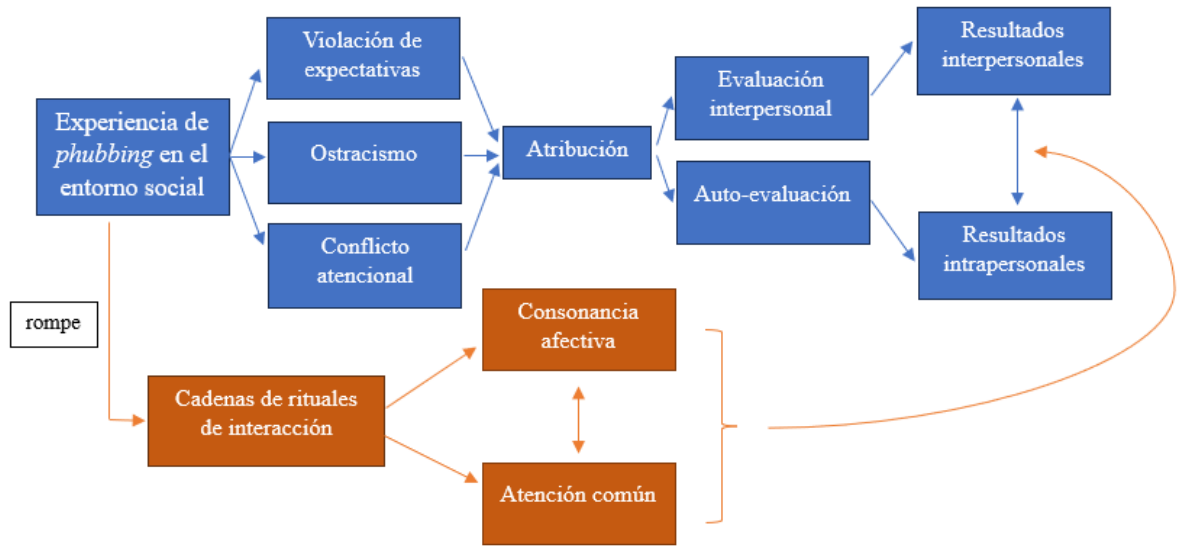 Experiencia de
phubbing en el
entorno social
Violación de
expectativas
Ostracismo
Conflicto
atencional
Atribución
Evaluación
interpersonal
Auto-evaluación
Resultados
interpersonales
Resultados
intrapersonales
rompe
Cadenas de rituales
de interacción
Consonancia
afectiva
Atención común